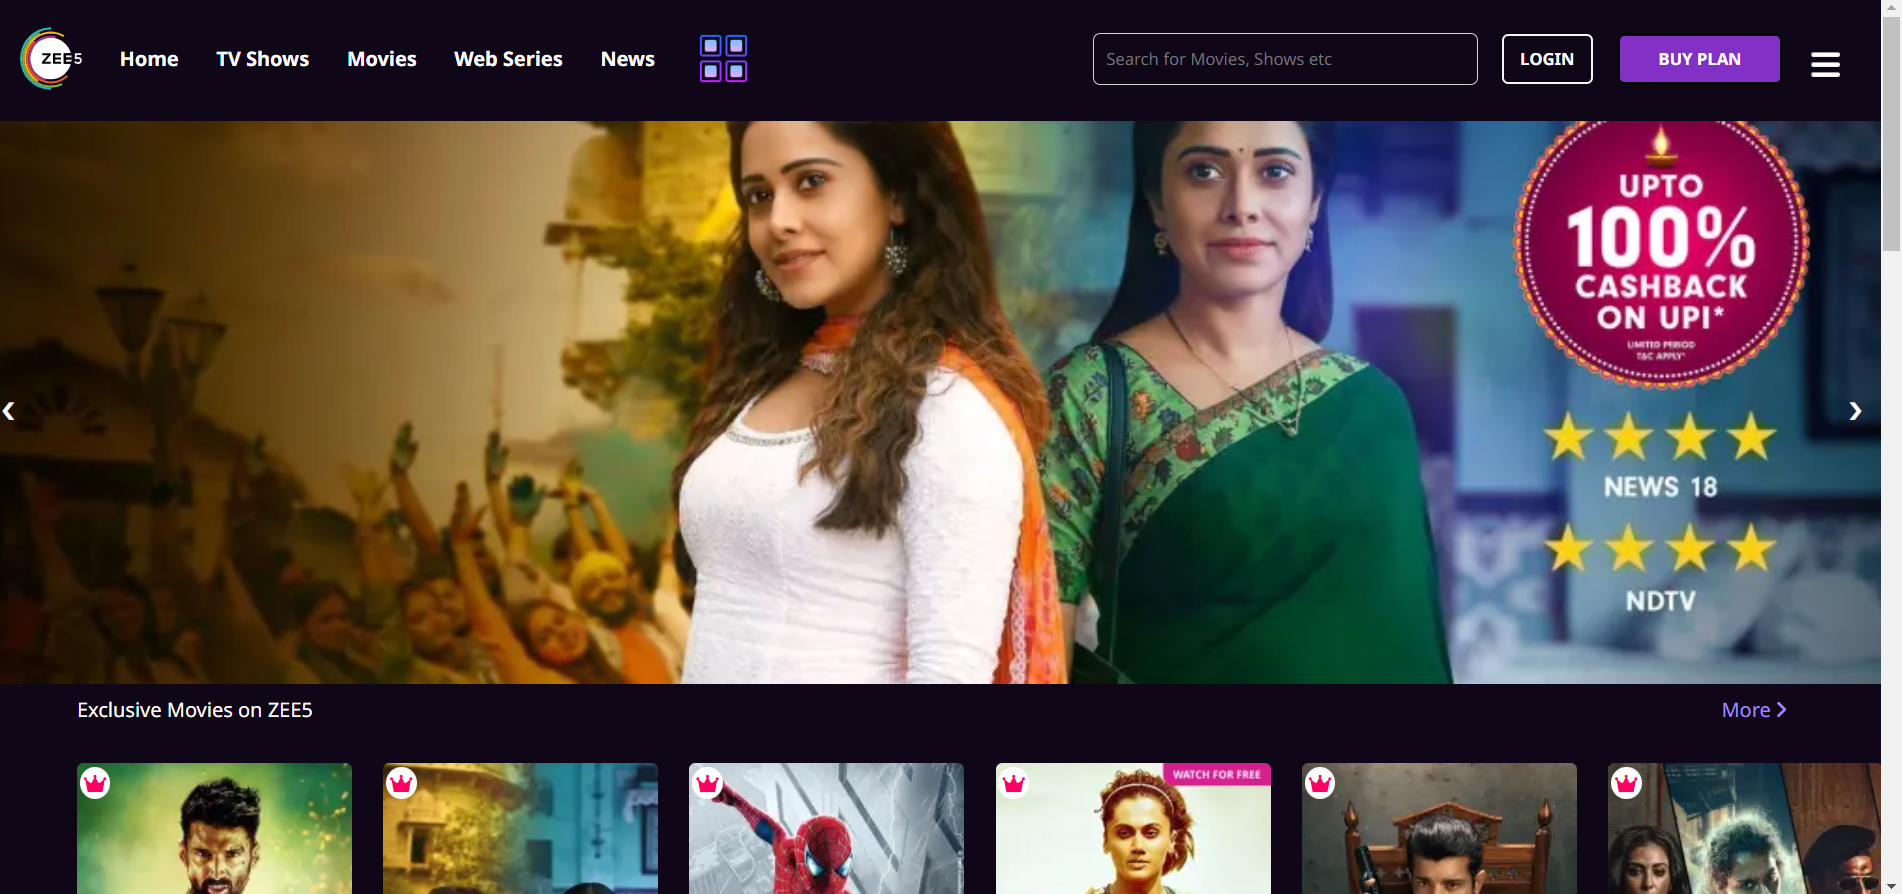 ZEE5
Home
TV Shows
Movies
Web Series
News
Search for Movies, Shows etc
LOGIN
BUY PLAN
UPTO
100%
CASHBACK
ON UPI*
LIMITED PERIOD
T&C APPLY*
NEWS 18
NDTV
Exclusive Movies on ZEE5
More
WATCH FOR FREE